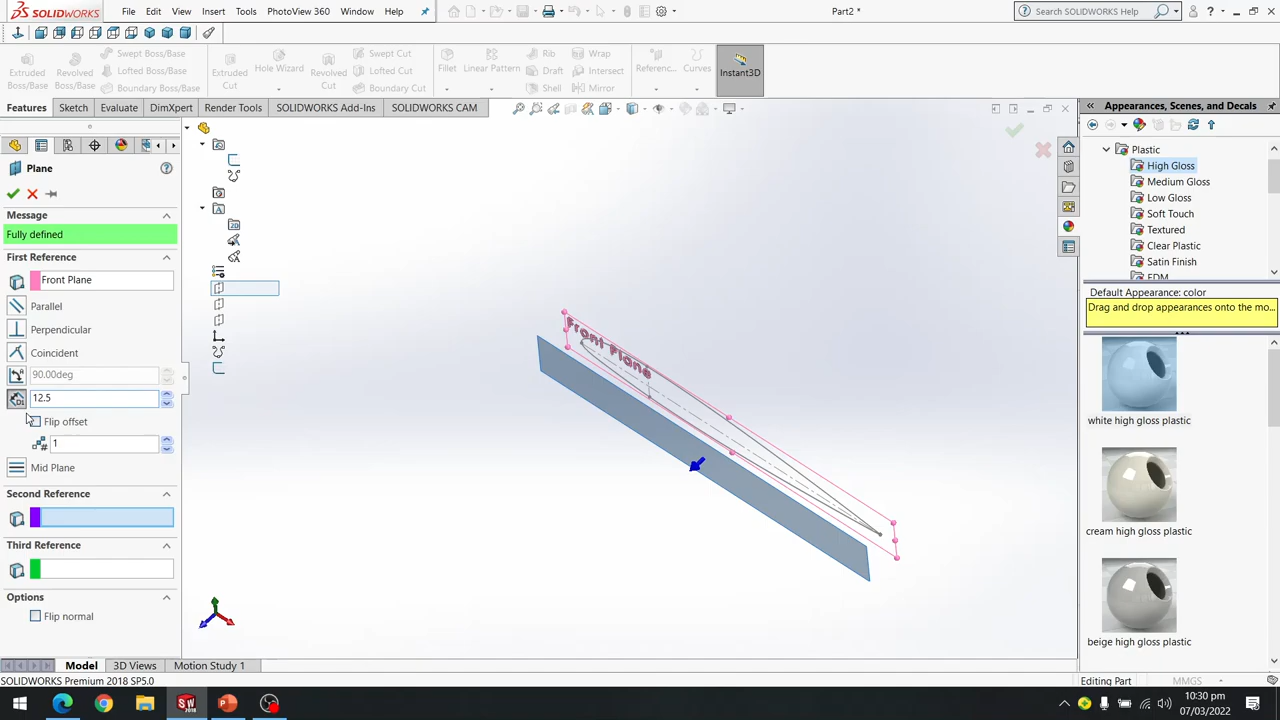 SOLIDWORKS
File Edit View Insert Tools PhotoView 360 Window Help
Part2 *
Search SOLIDWORKS Help
Extruded Boss/Base
Revolved Boss/Base
Swept Boss/Base
Lofted Boss/Base
Boundary Boss/Base
Extruded Cut
Hole Wizard
Revolved Cut
Swept Cut
Lofted Cut
Boundary Cut
Fillet
Linear Pattern
Rib
Draft
Shell
Wrap
Intersect
Mirror
Referenc...
Curves
Instant3D
Features Sketch Evaluate DimXpert Render Tools SOLIDWORKS Add-Ins SOLIDWORKS CAM
Appearances, Scenes, and Decals
Plane
Message
Fully defined
First Reference
Front Plane
Parallel
Perpendicular
Coincident
90.00deg
12.5
Flip offset
1
Mid Plane
Second Reference
Third Reference
Options
Flip normal
Front Plane
Plastic
High Gloss
Medium Gloss
Low Gloss
Soft Touch
Textured
Clear Plastic
Satin Finish
EDM
Default Appearance: color
Drag and drop appearances onto the mo...
white high gloss plastic
cream high gloss plastic
beige high gloss plastic
Model 3D Views Motion Study 1
SOLIDWORKS Premium 2018 SP5.0
Editing Part MMGS
10:30 pm
07/03/2022